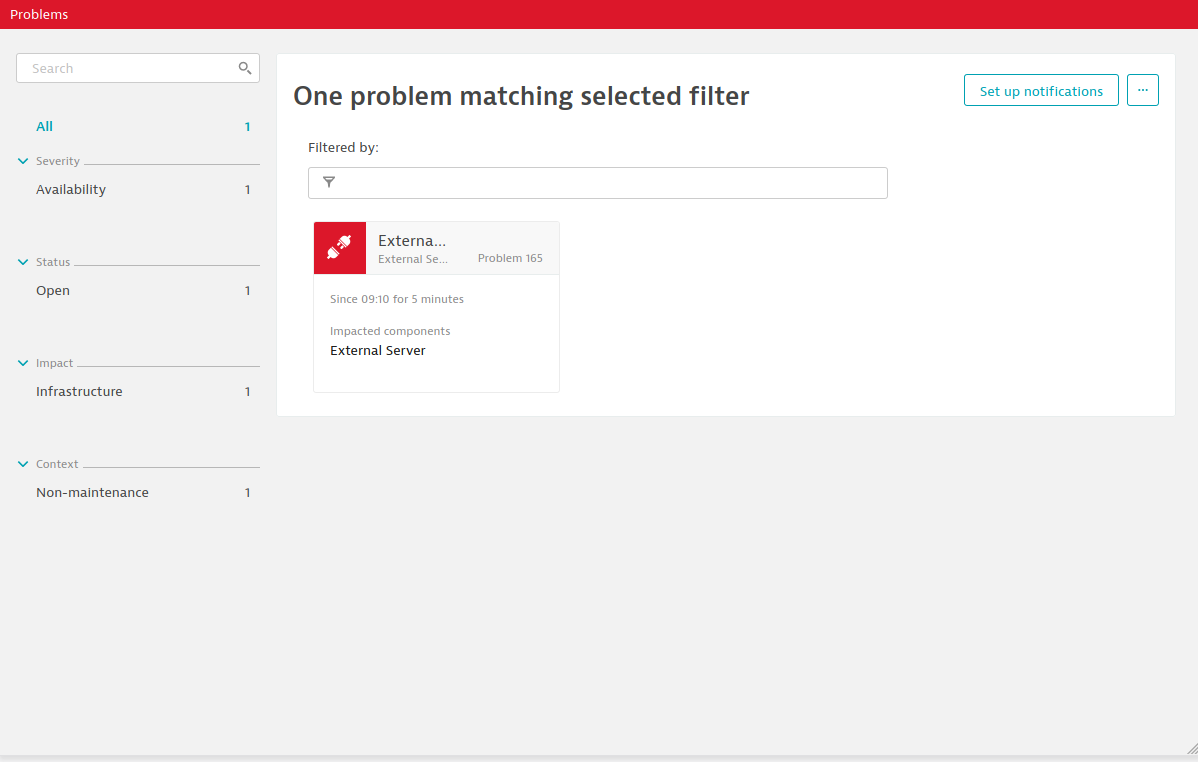 Problems
Search
All 1
Severity
Availability 1
Status
Open 1
Impact
Infrastructure 1
Context
Non-maintenance 1
One problem matching selected filter
Set up notifications
...
Filtered by:
Externa...
External Se... Problem 165
Since 09:10 for 5 minutes
Impacted components
External Server